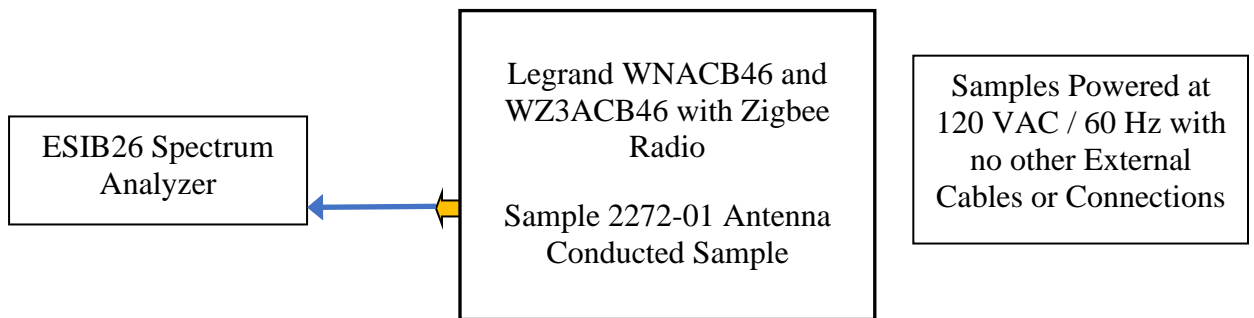 ESIB26 Spectrum
Analyzer
Legrand WNACB46 and
WZ3ACB46 with Zigbee
Radio
Sample 2272-01 Antenna
Conducted Sample
Samples Powered at
120 VAC / 60 Hz with
no other External
Cables or Connections